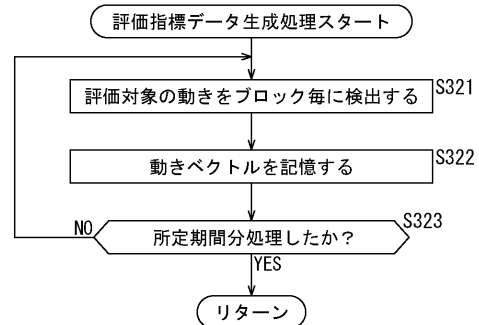 評価指標データ生成処理スタート
評価対象の動きをブロック毎に検出する
S321
動きベクトルを記憶する
S322
所定期間分処理したか？
S323
NO
YES
リターン